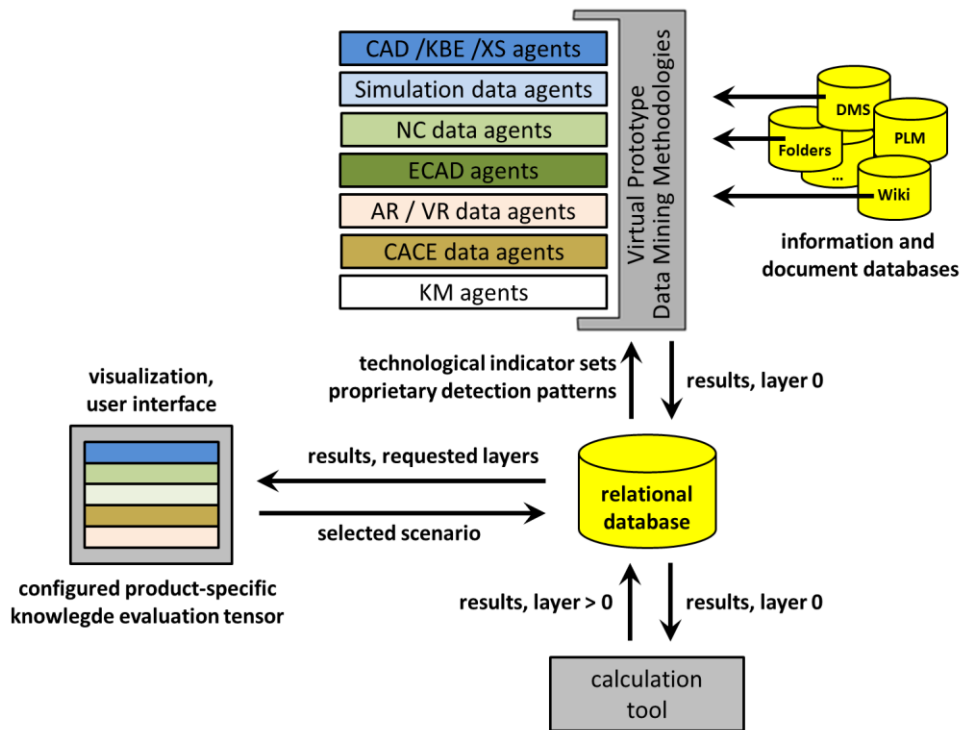 CAD /KBE /XS agents
Simulation data agents
NC data agents
ECAD agents
AR / VR data agents
CACE data agents
KM agents
Virtual Prototype
Data Mining Methodologies
DMS
Folders
PLM
...
Wiki
information and
document databases
technological indicator sets
proprietary detection patterns
results, layer 0
visualization,
user interface
results, requested layers
selected scenario
relational
database
configured product-specific
knowlegde evaluation tensor
results, layer > 0
results, layer 0
calculation
tool